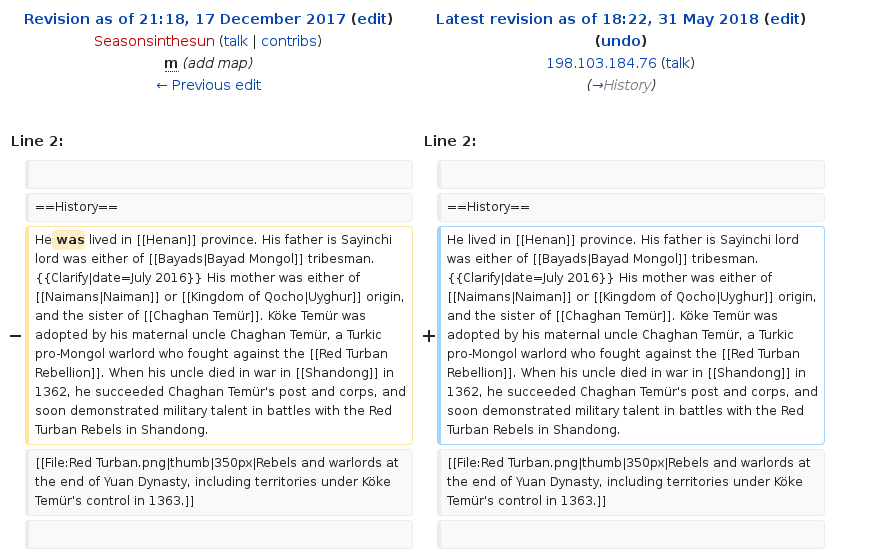 Revision as of 21:18, 17 December 2017 (edit)
Seasonsinthesun (talk | contribs)
m (add map)
← Previous edit
Latest revision as of 18:22, 31 May 2018 (edit)
(undo)
198.103.184.76 (talk)
(→History)
Line 2:
Line 2:
==History==
==History==
−
He was lived in [[Henan]] province. His father is Sayinchi
lord was either of [[Bayads|Bayad Mongol]] tribesman.
{{Clarify|date=July 2016}} His mother was either of
[[Naimans|Naiman]] or [[Kingdom of Qocho|Uyghur]] origin,
and the sister of [[Chaghan Temür]]. Köke Temür was
adopted by his maternal uncle Chaghan Temür, a Turkic
pro-Mongol warlord who fought against the [[Red Turban
Rebellion]]. When his uncle died in war in [[Shandong]] in
1362, he succeeded Chaghan Temür's post and corps, and
soon demonstrated military talent in battles with the Red
Turban Rebels in Shandong.
+
He lived in [[Henan]] province. His father is Sayinchi lord
was either of [[Bayads|Bayad Mongol]] tribesman.
{{Clarify|date=July 2016}} His mother was either of
[[Naimans|Naiman]] or [[Kingdom of Qocho|Uyghur]] origin,
and the sister of [[Chaghan Temür]]. Köke Temür was
adopted by his maternal uncle Chaghan Temür, a Turkic
pro-Mongol warlord who fought against the [[Red Turban
Rebellion]]. When his uncle died in war in [[Shandong]] in
1362, he succeeded Chaghan Temür's post and corps, and
soon demonstrated military talent in battles with the Red
Turban Rebels in Shandong.
[[File:Red Turban.png|thumb|350px|Rebels and warlords at
the end of Yuan Dynasty, including territories under Köke
Temür's control in 1363.]]
[[File:Red Turban.png|thumb|350px|Rebels and warlords at
the end of Yuan Dynasty, including territories under Köke
Temür's control in 1363.]]